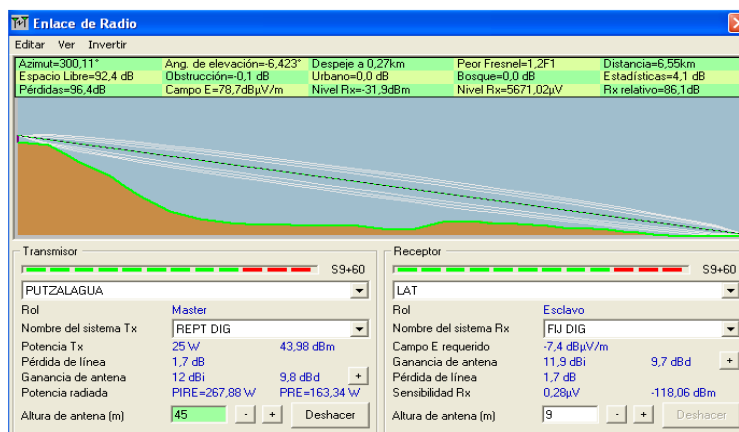 Enlace de Radio
Editar Ver Invertir
Azimut=300,11° Ang. de elevación=-6,423° Despeje a 0,27km Peor Fresnel=1,2F1 Distancia=6,55km
Espacio Libre=92,4 dB Obstrucción=-0,1 dB Urbano=0,0 dB Bosque=0,0 dB Estadísticas=4,1 dB
Pérdidas=96,4dB Campo E=78,7dBµV/m Nivel Rx=-31,9dBm Nivel Rx=5671,02µV Rx relativo=86,1dB
Transmisor Receptor
S9+60 S9+60
PUTZALAGUA LAT
Rol Master Rol Esclavo
Nombre del sistema Tx REPT DIG Nombre del sistema Rx FIJ DIG
Potencia Tx 25 W 43,98 dBm Campo E requerido -7,4 dBµV/m
Pérdida de línea 1,7 dB Ganancia de antena 11,9 dBi 9,7 dBd +
Ganancia de antena 12 dBi 9,8 dBd + Pérdida de línea 1,7 dB
Potencia radiada PIRE=267,88 W PRE=163,34 W Sensibilidad Rx 0,28µV -118,06 dBm
Altura de antena (m) 45 - + Deshacer Altura de antena (m) 9 - + Deshacer